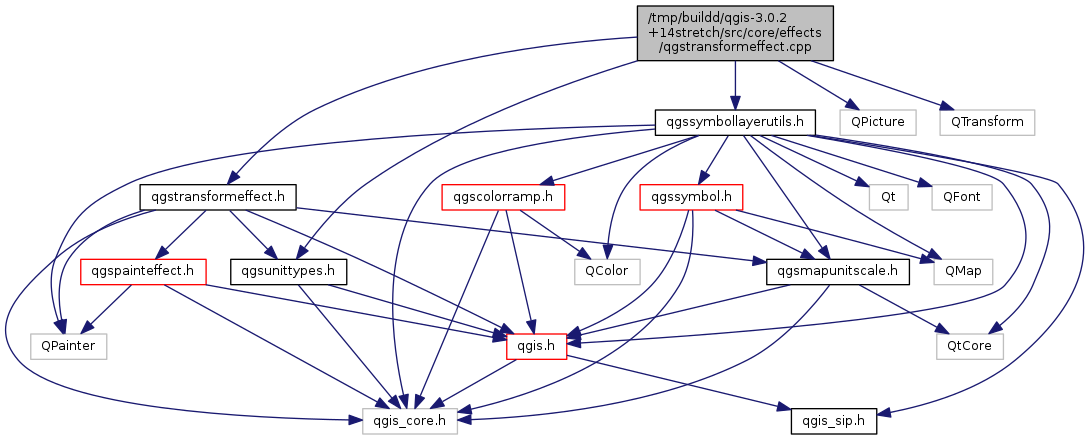 /tmp/buildd/qgis-3.0.2
+14stretch/src/core/effects
/qgstransformeffect.cpp
qgssymbollayerutils.h
QPicture
QTransform
qgstransformeffect.h
qgscolorramp.h
qgssymbol.h
Qt
QFont
qgspainteffect.h
qgsunittypes.h
QColor
qgsmapunitscale.h
QMap
QPainter
qgis.h
QtCore
qgis_core.h
qgis_sip.h